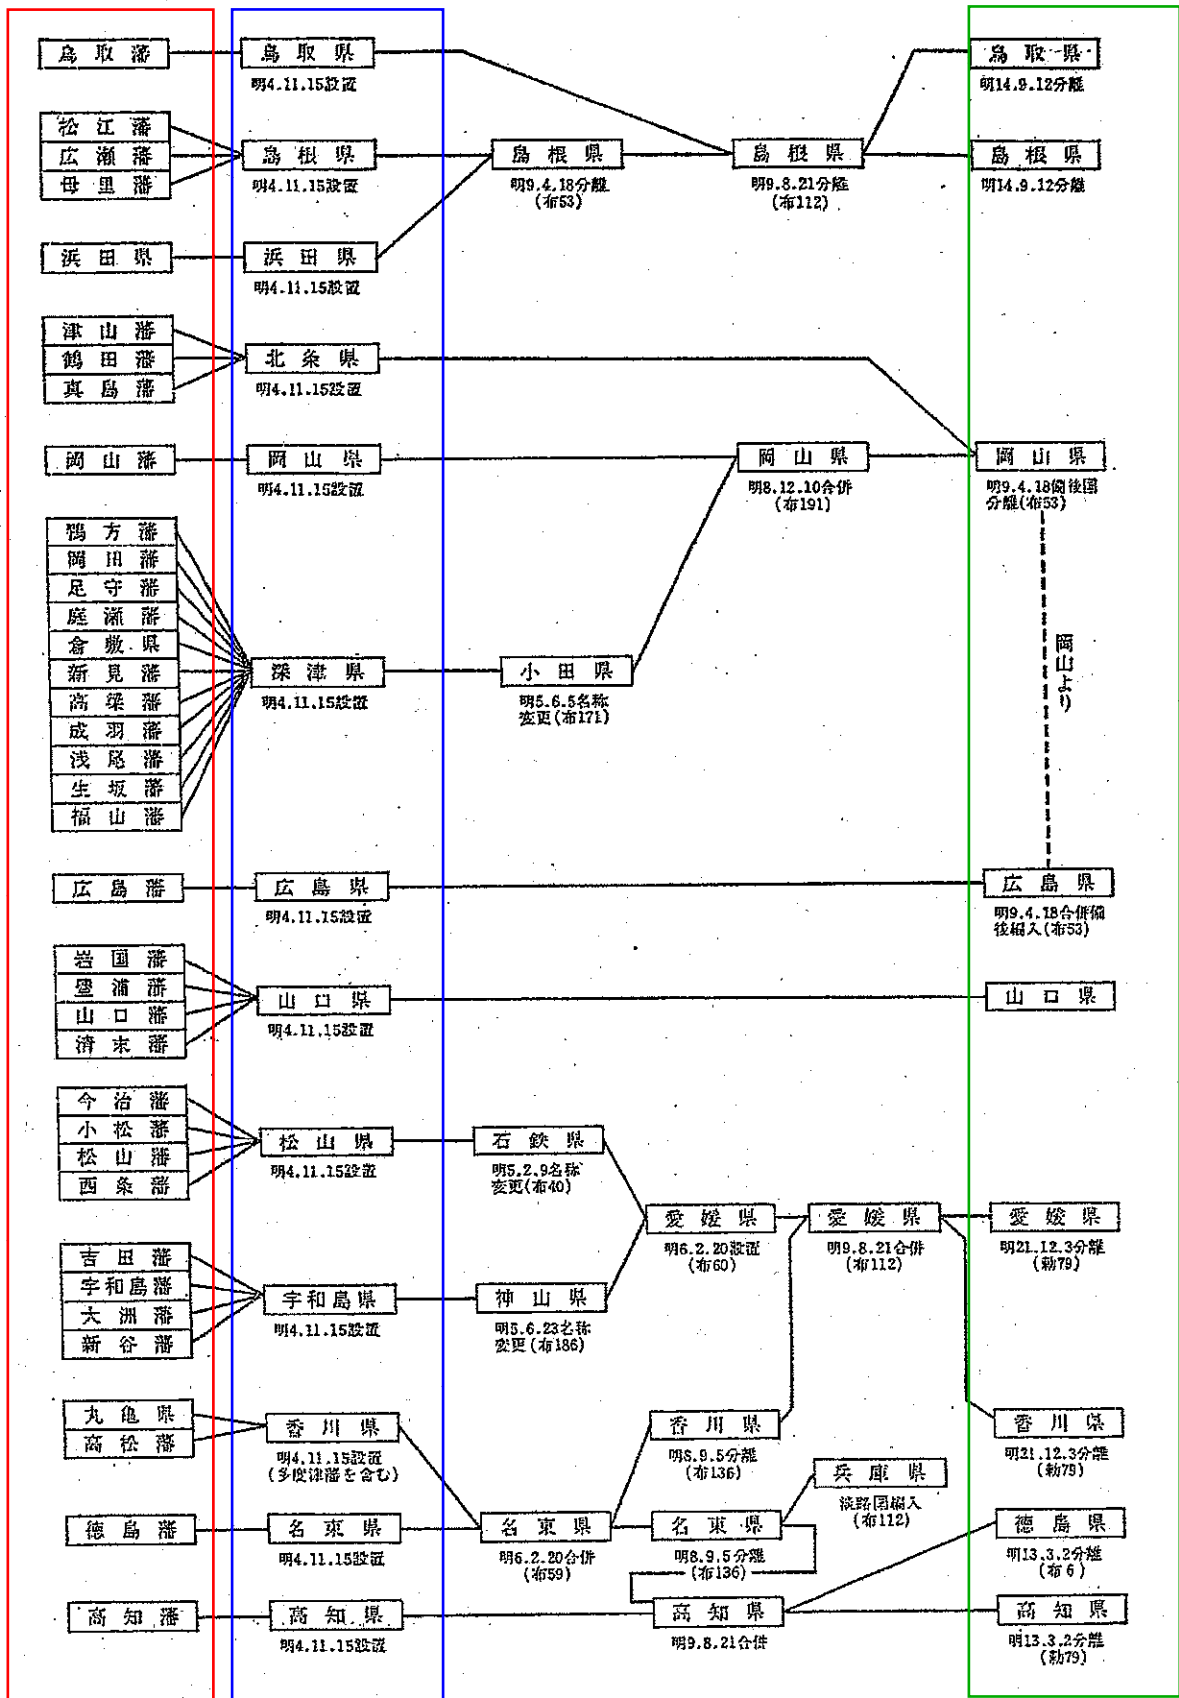 鳥取藩
鳥取県
明4.11.15設置
鳥取県
明14.9.12分離
松江藩
広瀬藩
母里藩
島根県
明4.11.15設置
島根県
明9.4.18分離
(布53)
島根県
明9.8.21分離
(布112)
島根県
明14.9.12分離
浜田県
浜田県
明4.11.15設置
津山藩
鶴田藩
真島藩
北条県
明4.11.15設置
岡山藩
岡山県
明4.11.15設置
岡山県
明8.12.10合併
(布191)
岡山県
明9.4.18備後国
分離(布53)
鴨方藩
岡田藩
足守藩
庭瀬藩
倉敷県
新見藩
高梁藩
成羽藩
浅尾藩
生坂藩
福山藩
深津県
明4.11.15設置
小田県
明5.6.5名称
変更(布171)
岡山より
広島藩
広島県
明4.11.15設置
広島県
明9.4.18合併備
後編入(布53)
岩国藩
豊浦藩
山口藩
清末藩
山口県
明4.11.15設置
山口県
今治藩
小松藩
松山藩
西条藩
松山県
明4.11.15設置
石鉄県
明5.2.9名称
変更(布40)
愛媛県
明6.2.20設置
(布60)
愛媛県
明9.8.21合併
(布112)
愛媛県
明21.12.3分離
(勅79)
吉田藩
宇和島藩
大洲藩
新谷藩
宇和島県
明4.11.15設置
神山県
明5.6.23名称
変更(布186)
丸亀県
高松藩
香川県
明4.11.15設置
(多度津藩を含む)
香川県
明8.9.5分離
(布136)
香川県
明21.12.3分離
(勅79)
兵庫県
淡路国編入
(布112)
徳島藩
名東県
明4.11.15設置
名東県
明6.2.20合併
(布59)
名東県
明8.9.5分離
(布136)
徳島県
明13.3.2分離
(布6)
高知藩
高知県
明4.11.15設置
高知県
明9.8.21合併
高知県
明13.3.2分離
(勅79)